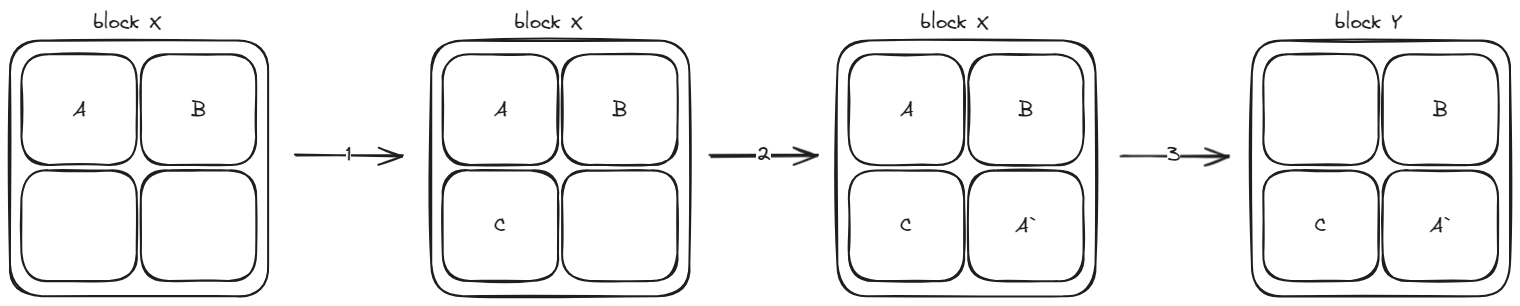 block X
A B
1
block X
A B
C
2
block X
A B
C A`
3
block Y
B
C A`